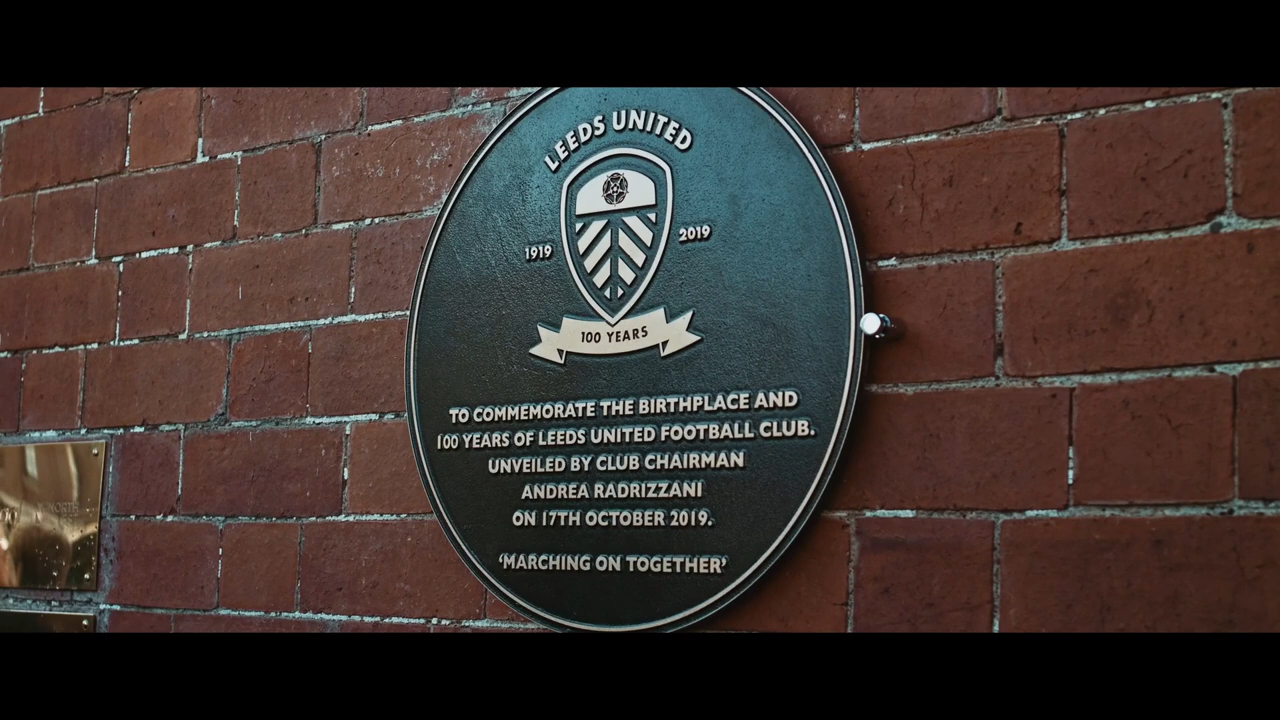 LEEDS UNITED
1919 2019
100 YEARS
TO COMMEMORATE THE BIRTHPLACE AND
100 YEARS OF LEEDS UNITED FOOTBALL CLUB.
UNVEILED BY CLUB CHAIRMAN
ANDREA RADRIZZANI
ON 17TH OCTOBER 2019.
'MARCHING ON TOGETHER'